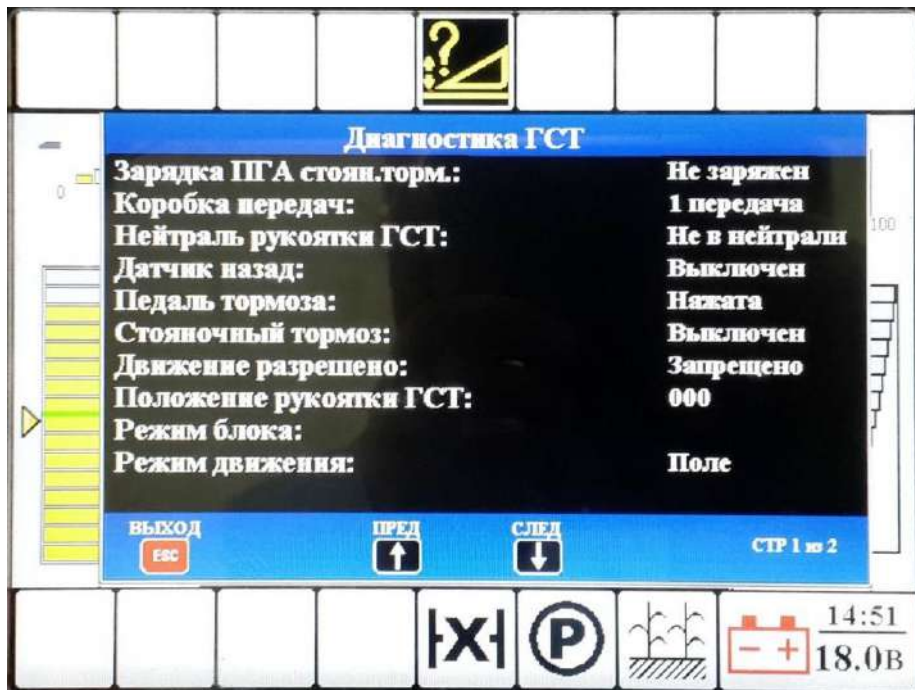 ?
Диагностика ГСТ
Зарядка ПГА стоян.торм.: Не заряжен
Коробка передач: 1 передача
Нейтраль рукоятки ГСТ: Не в нейтрали
Датчик назад: Выключен
Педаль тормоза: Нажата
Стояночный тормоз: Выключен
Движение разрешено: Запрещено
Положение рукоятки ГСТ: 000
Режим блока:
Режим движения: Поле
0
100
ВЫХОД ПРЕД СЛЕД
ESC СТР 1 из 2
X P 14:51
18.0В